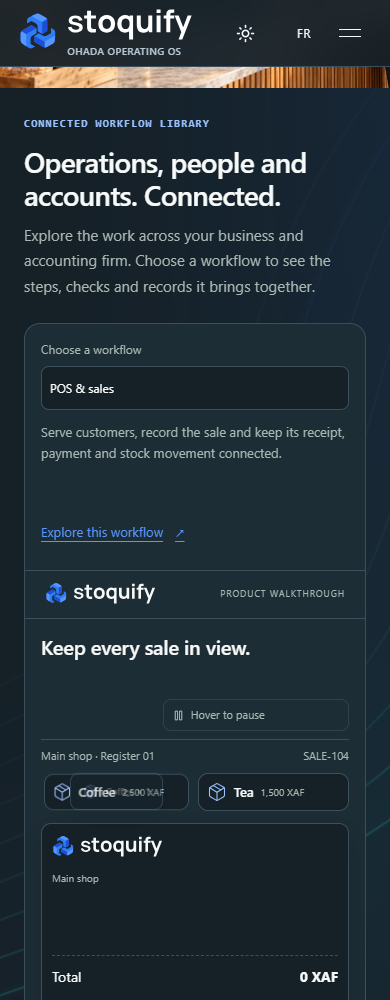 stoquify
OHADA OPERATING OS
FR
CONNECTED WORKFLOW LIBRARY
Operations, people and
accounts. Connected.
Explore the work across your business and
accounting firm. Choose a workflow to see the
steps, checks and records it brings together.
Choose a workflow
POS & sales
Serve customers, record the sale and keep its receipt,
payment and stock movement connected.
Explore this workflow ↗
stoquify
PRODUCT WALKTHROUGH
Keep every sale in view.
Hover to pause
Main shop · Register 01
SALE-104
Coffee 2,500 XAF
Tea 1,500 XAF
stoquify
Main shop
Total
0 XAF